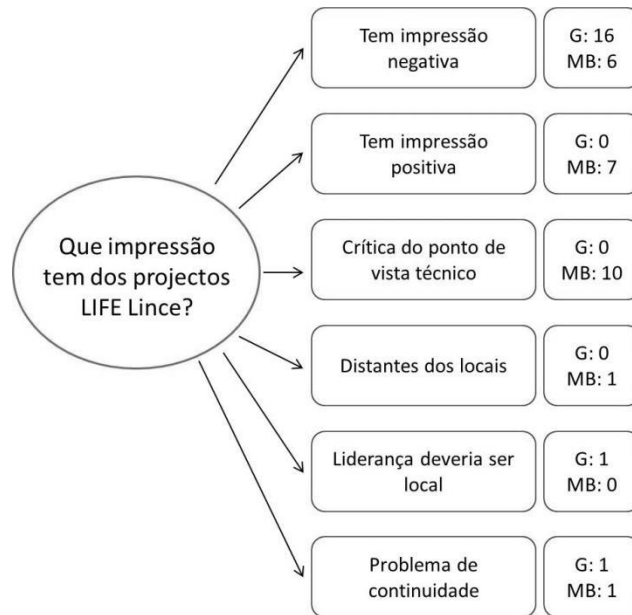 Que impressão
tem dos projectos
LIFE Lince?
Tem impressão
negativa
G: 16
MB: 6
Tem impressão
positiva
G: 0
MB: 7
Crítica do ponto de
vista técnico
G: 0
MB: 10
Distantes dos locais
G: 0
MB: 1
Liderança deveria ser
local
G: 1
MB: 0
Problema de
continuidade
G: 1
MB: 1